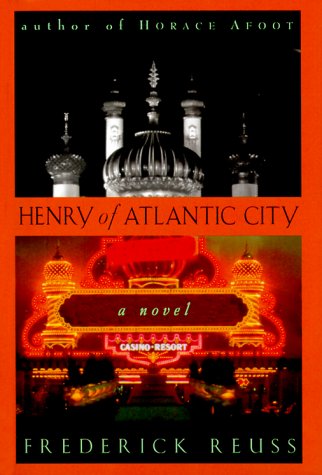 author of HORACE AFOOT
HENRY of ATLANTIC CITY
a novel
CASINO-RESORT
FREDERICK REUSS